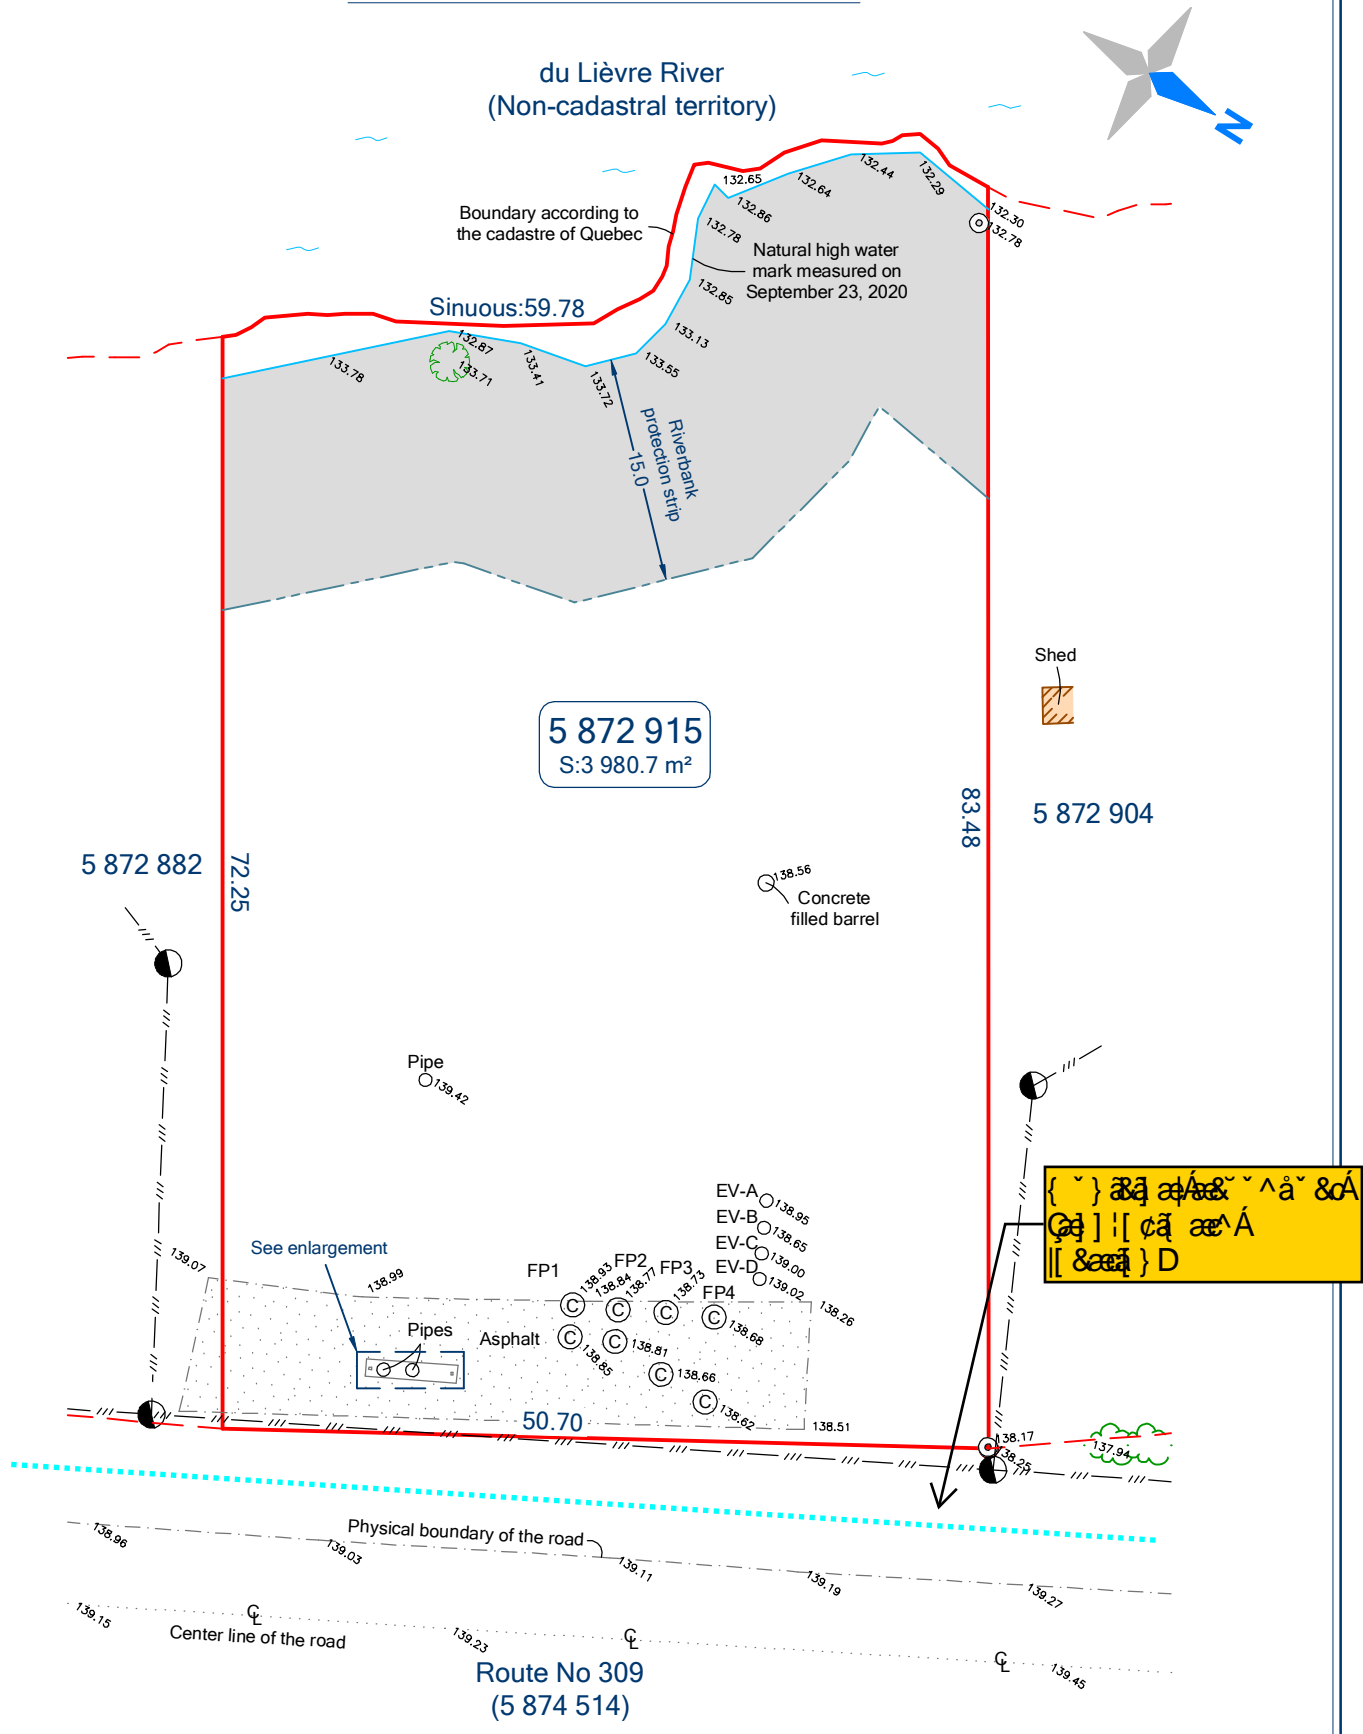 du Lièvre River
(Non-cadastral territory)
N
132.65
132.64
132.44
132.29
132.30
132.78
132.86
132.78
Boundary according to
the cadastre of Quebec
Natural high water
mark measured on
September 23, 2020
132.85
Sinuous:59.78
133.13
132.87
133.71
133.78
133.41
133.55
133.72
Riverbank
protection strip
15.0
Shed
5 872 915
S:3 980.7 m²
83.48
5 872 904
5 872 882
72.25
138.56
Concrete
filled barrel
Pipe
139.42
EV-A
138.95
EV-B
138.65
EV-C
139.00
EV-D
139.02
See enlargement
139.07
138.99
FP1
138.93
138.84
FP2
138.77
FP3
138.73
FP4
138.68
138.26
Pipes
Asphalt
138.85
138.81
138.66
138.62
138.51
50.70
138.17
138.25
137.94
Physical boundary of the road
138.96
139.03
139.11
139.19
139.27
139.15
CL
Center line of the road
139.23
CL
CL
139.45
Route No 309
(5 874 514)